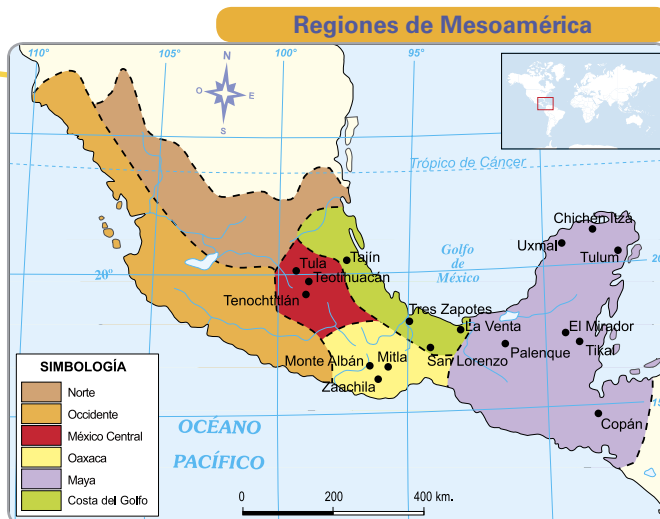 Regiones de Mesoamérica
110°
105°
100°
95°
N
O
E
S
Trópico de Cáncer
Chichén Itzá
Uxmal
Tulum
Golfo
de
México
Tajín
Tula
Teotihuacán
Tenochtitlán
20°
20
Tres Zapotes
La Venta
El Mirador
Tikal
Palenque
San Lorenzo
Monte Albán
Mitla
Zaachila
Copán
15
OCÉANO
PACÍFICO
SIMBOLOGÍA
Norte
Occidente
México Central
Oaxaca
Maya
Costa del Golfo
0
200
400 km.